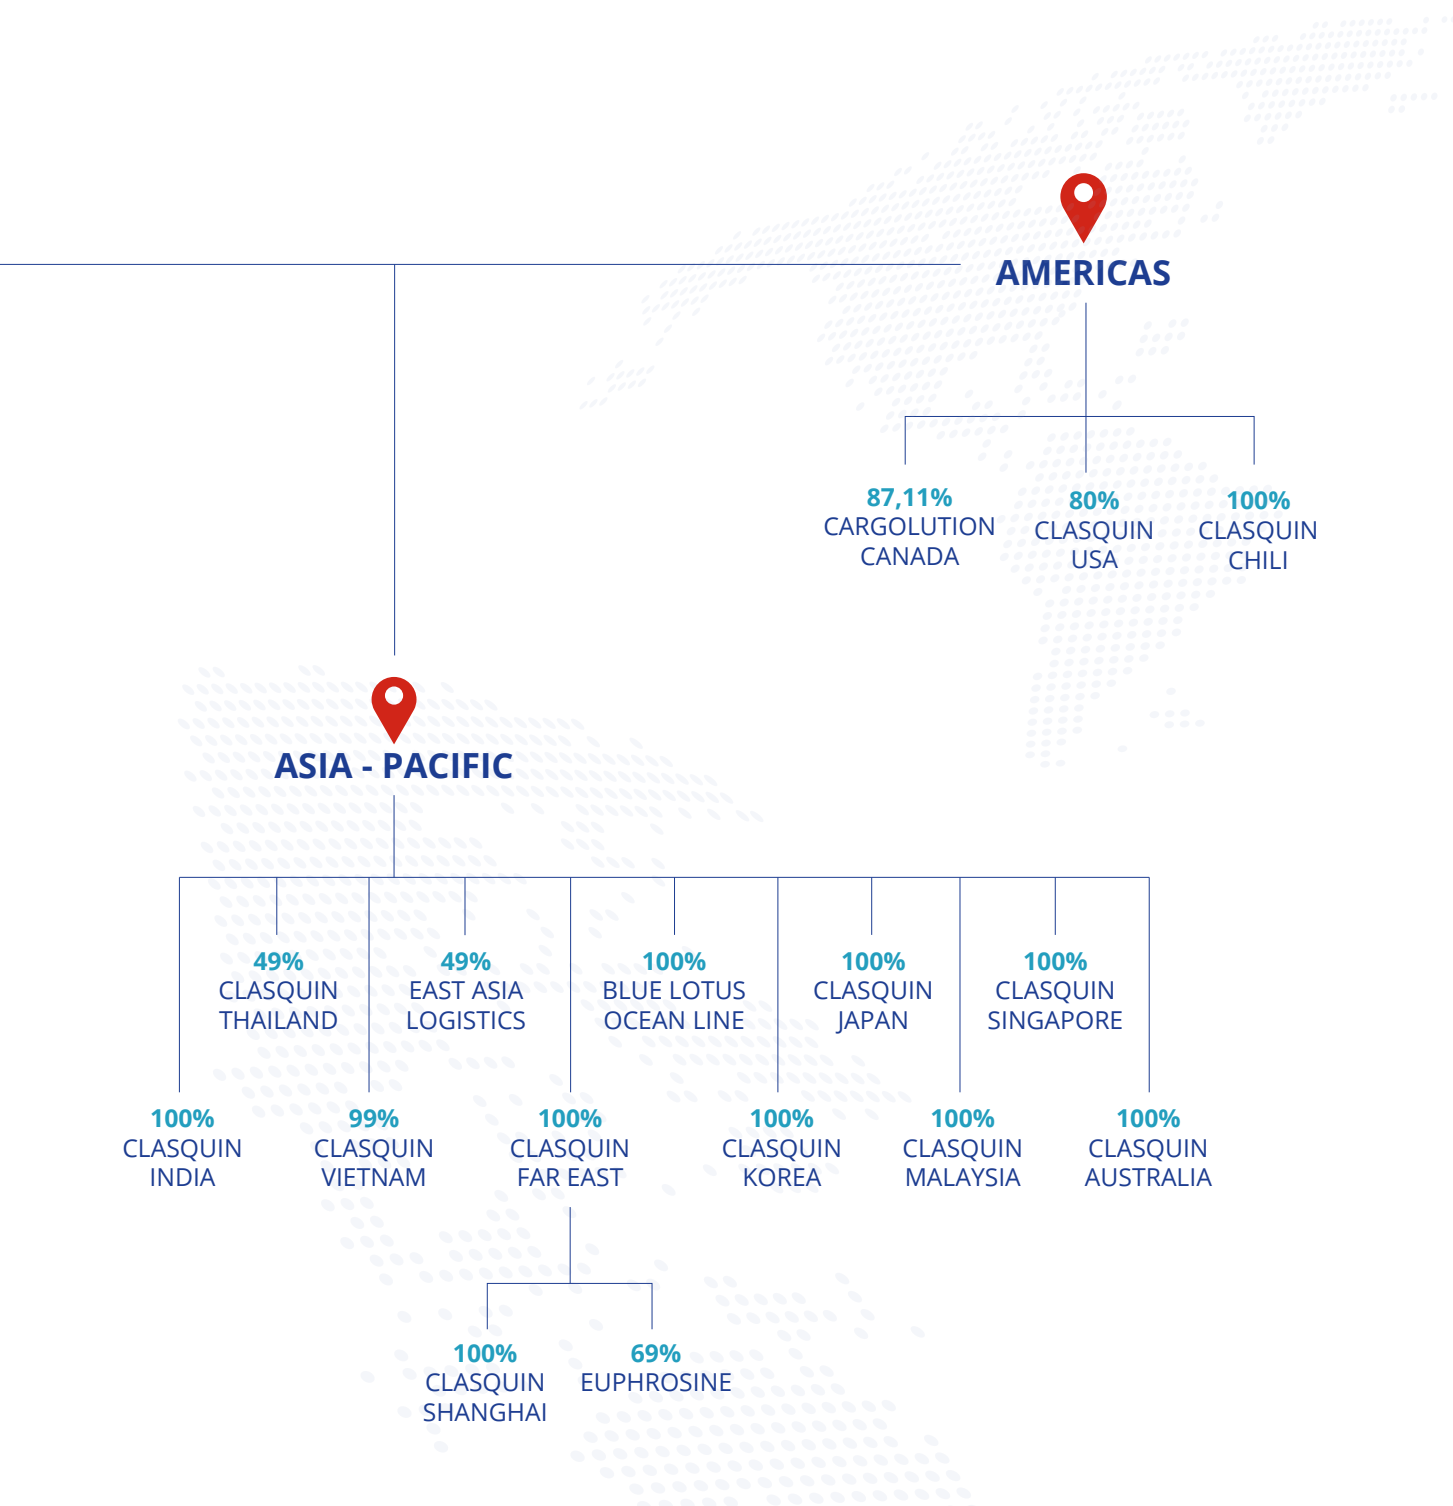 AMERICAS
87,11%
CARGOLUTION
CANADA
80%
CLASQUIN
USA
100%
CLASQUIN
CHILI
ASIA - PACIFIC
49%
CLASQUIN
THAILAND
49%
EAST ASIA
LOGISTICS
100%
BLUE LOTUS
OCEAN LINE
100%
CLASQUIN
JAPAN
100%
CLASQUIN
SINGAPORE
100%
CLASQUIN
INDIA
99%
CLASQUIN
VIETNAM
100%
CLASQUIN
FAR EAST
100%
CLASQUIN
KOREA
100%
CLASQUIN
MALAYSIA
100%
CLASQUIN
AUSTRALIA
100%
CLASQUIN
SHANGHAI
69%
EUPHROSINE